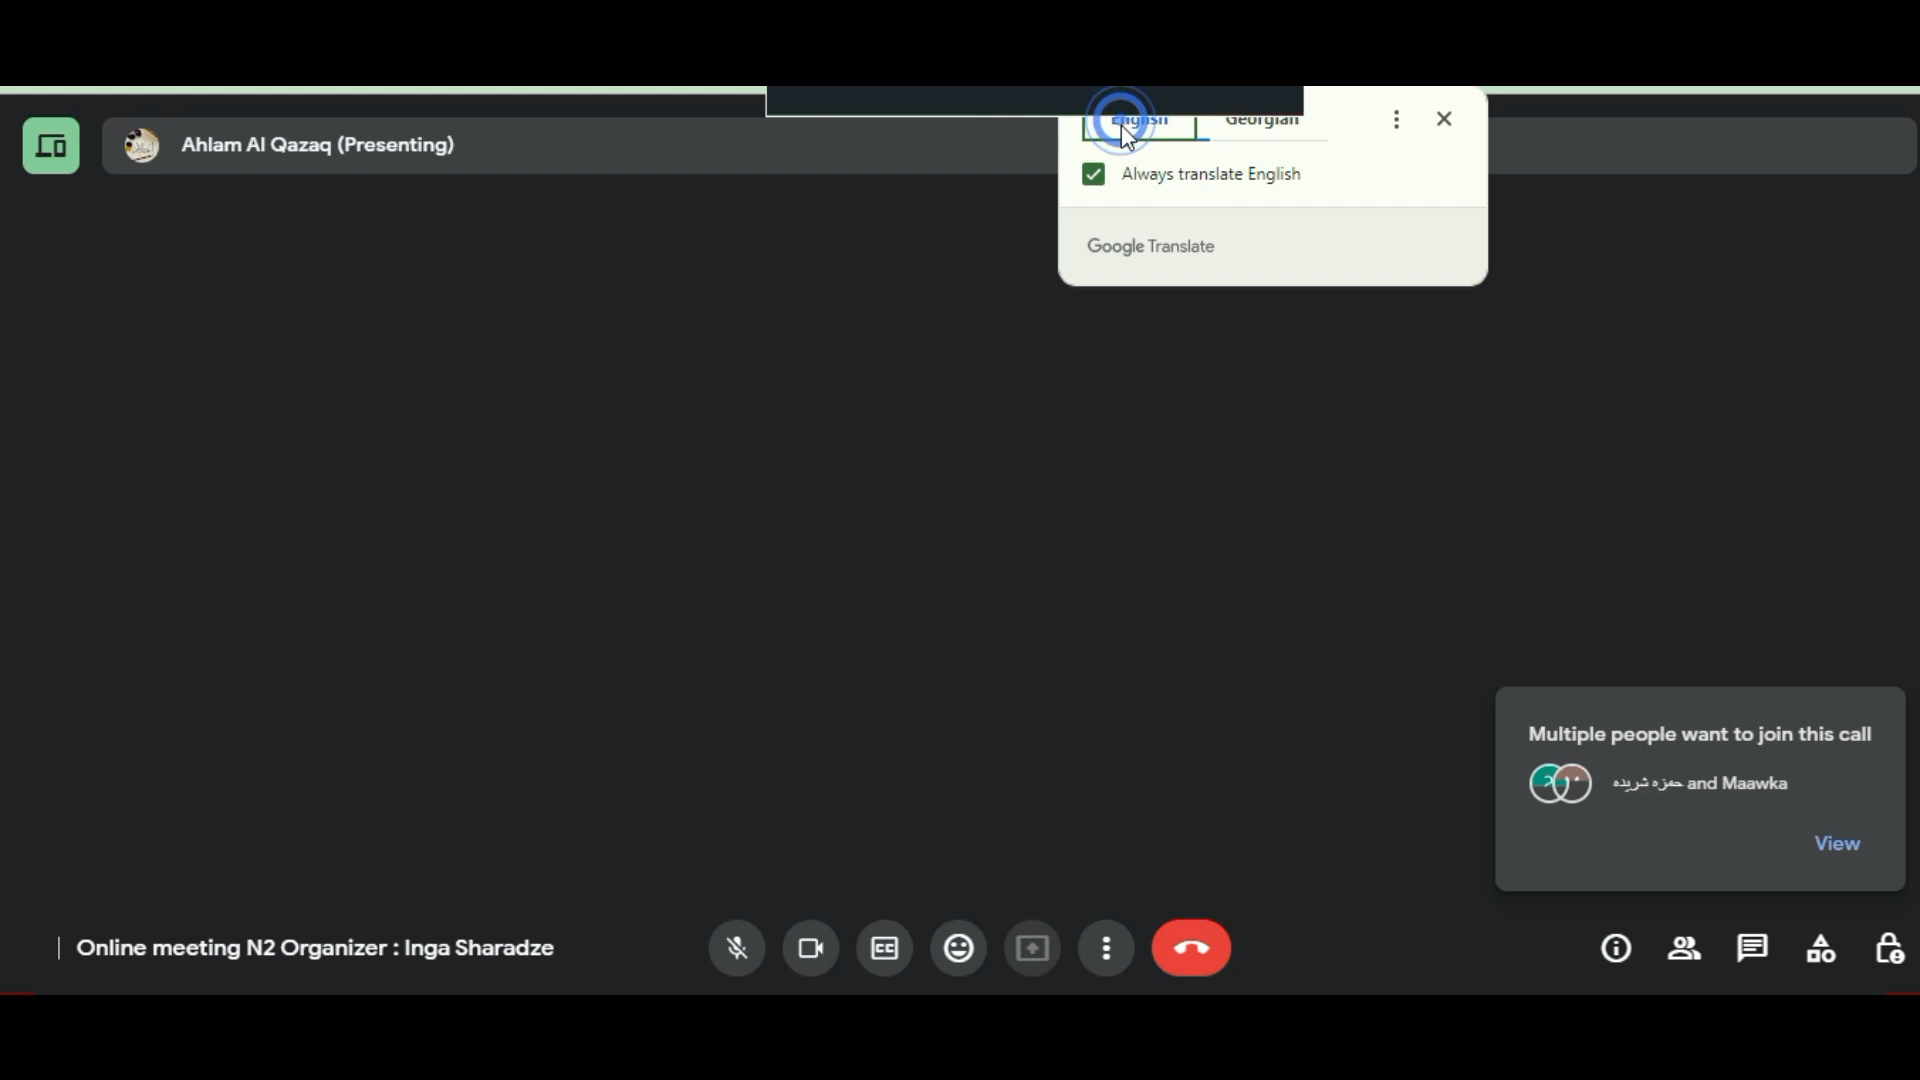 English Georgian
Ahlam Al Qazaq (Presenting)
Always translate English
Google Translate
Multiple people want to join this call
حمزه شريده and Maawka
View
Online meeting N2 Organizer : Inga Sharadze